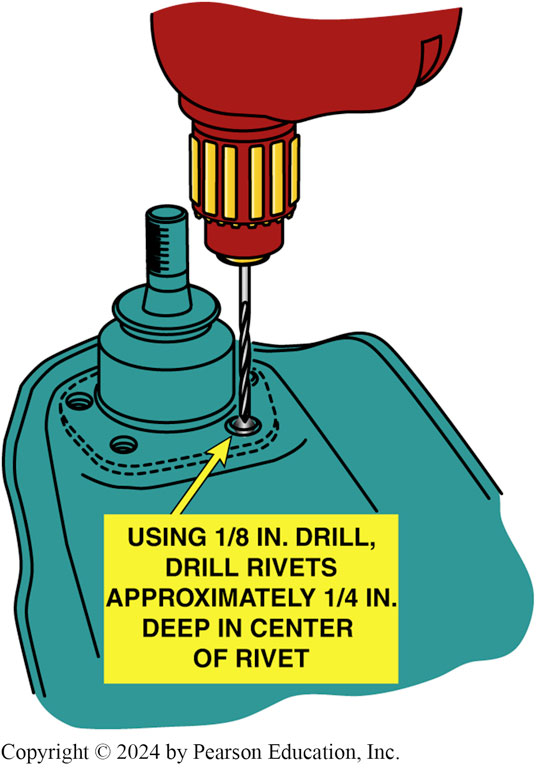 USING 1/8 IN. DRILL,
DRILL RIVETS
APPROXIMATELY 1/4 IN.
DEEP IN CENTER
OF RIVET
Copyright © 2024 by Pearson Education, Inc.